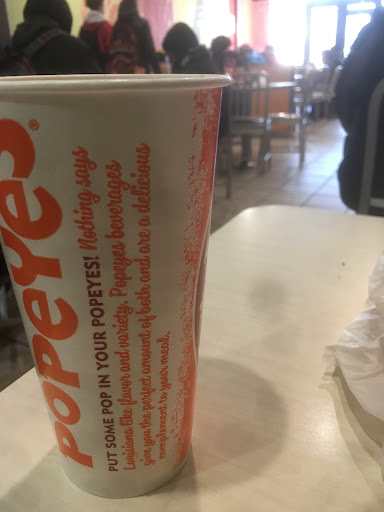 POPEYES®
PUT SOME POP IN YOUR POPEYES! Nothing says
Louisiana like flavor and variety. Popeyes beverages
give you the perfect amount of both and are a delicious
complement to your meal.